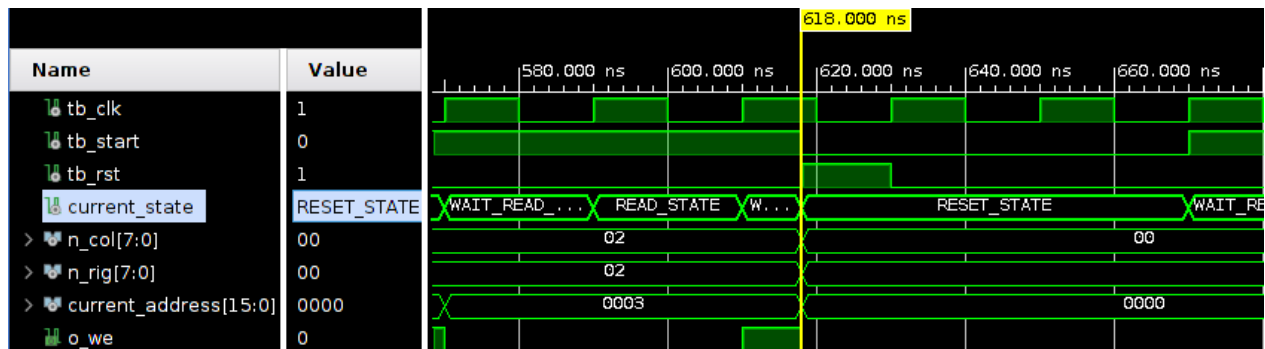 618.000 ns
Name Value
580.000 ns 600.000 ns 620.000 ns 640.000 ns 660.000 ns
tb_clk 1
tb_start 0
tb_rst 1
current_state RESET_STATE WAIT_READ_... READ_STATE W... RESET_STATE WAIT_RE
> n_col[7:0] 00 02 00
> n_rig[7:0] 00 02
> current_address[15:0] 0000 0003 0000
o_we 0